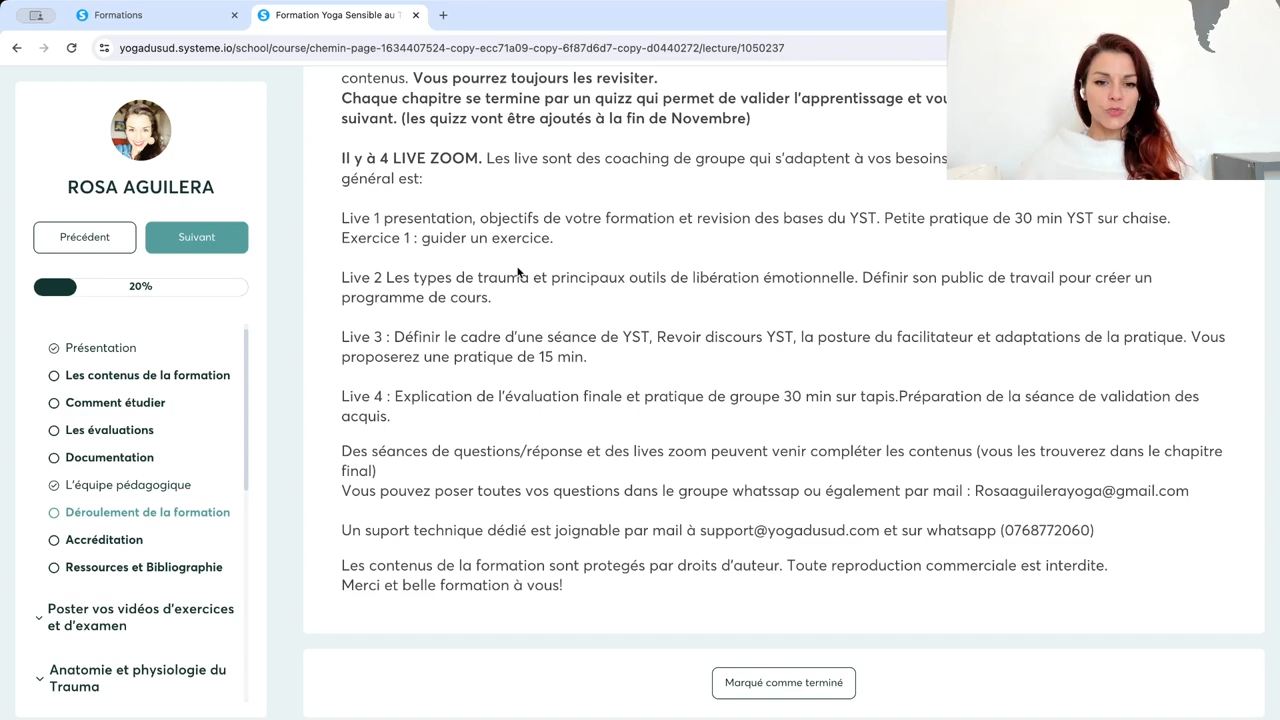 Formations
Formation Yoga Sensible au T
yogadusud.systeme.io/school/course/chemin-page-1634407524-copy-ecc71a09-copy-6f87d6d7-copy-d0440272/lecture/1050237
ROSA AGUILERA
Précédent
Suivant
20%
Présentation
Les contenus de la formation
Comment étudier
Les évaluations
Documentation
L'équipe pédagogique
Déroulement de la formation
Accréditation
Ressources et Bibliographie
Poster vos vidéos d'exercices
et d'examen
Anatomie et physiologie du
Trauma
contenus. Vous pourrez toujours les revisiter.
Chaque chapitre se termine par un quizz qui permet de valider l'apprentissage et vou
suivant. (les quizz vont être ajoutés à la fin de Novembre)
Il y à 4 LIVE ZOOM. Les live sont des coaching de groupe qui s'adaptent à vos besoins
général est:
Live 1 presentation, objectifs de votre formation et revision des bases du YST. Petite pratique de 30 min YST sur chaise.
Exercice 1 : guider un exercice.
Live 2 Les types de trauma et principaux outils de libération émotionnelle. Définir son public de travail pour créer un
programme de cours.
Live 3 : Définir le cadre d'une séance de YST, Revoir discours YST, la posture du facilitateur et adaptations de la pratique. Vous
proposerez une pratique de 15 min.
Live 4 : Explication de l'évaluation finale et pratique de groupe 30 min sur tapis.Préparation de la séance de validation des
acquis.
Des séances de questions/réponse et des lives zoom peuvent venir compléter les contenus (vous les trouverez dans le chapitre
final)
Vous pouvez poser toutes vos questions dans le groupe whatssap ou également par mail : Rosaaguilerayoga@gmail.com
Un suport technique dédié est joignable par mail à support@yogadusud.com et sur whatsapp (0768772060)
Les contenus de la formation sont protegés par droits d'auteur. Toute reproduction commerciale est interdite.
Merci et belle formation à vous!
Marqué comme terminé